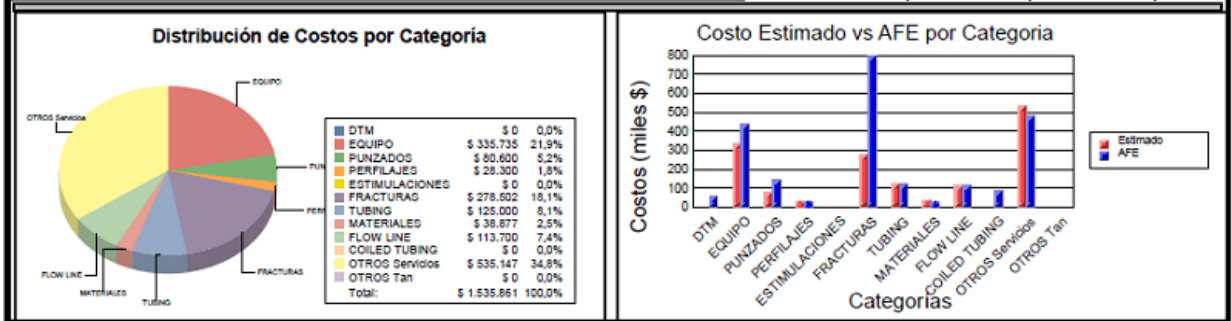 Distribución de Costos por Categoría
EQUIPO
OTROS Servicios
PUN
PER
FRACTURAS
TUBING
MATERIALES
FLOW LINE
DTM $ 0 0,0%
EQUIPO $ 335.735 21,9%
PUNZADOS $ 80.600 5,2%
PERFILAJES $ 28.300 1,8%
ESTIMULACIONES $ 0 0,0%
FRACTURAS $ 278.502 18,1%
TUBING $ 125.000 8,1%
MATERIALES $ 38.877 2,5%
FLOW LINE $ 113.700 7,4%
COILED TUBING $ 0 0,0%
OTROS Servicios $ 535.147 34,8%
OTROS Tan $ 0 0,0%
Total: $ 1.535.861 100,0%
Costo Estimado vs AFE por Categoria
Costos (miles $)
800
700
600
500
400
300
200
100
0
DTM
EQUIPO
PUNZADOS
PERFILAJES
ESTIMULACIONES
FRACTURAS
TUBING
MATERIALES
FLOW LINE
COILED TUBING
OTROS Servicios
OTROS Tan
Categorías
Estimado
AFE